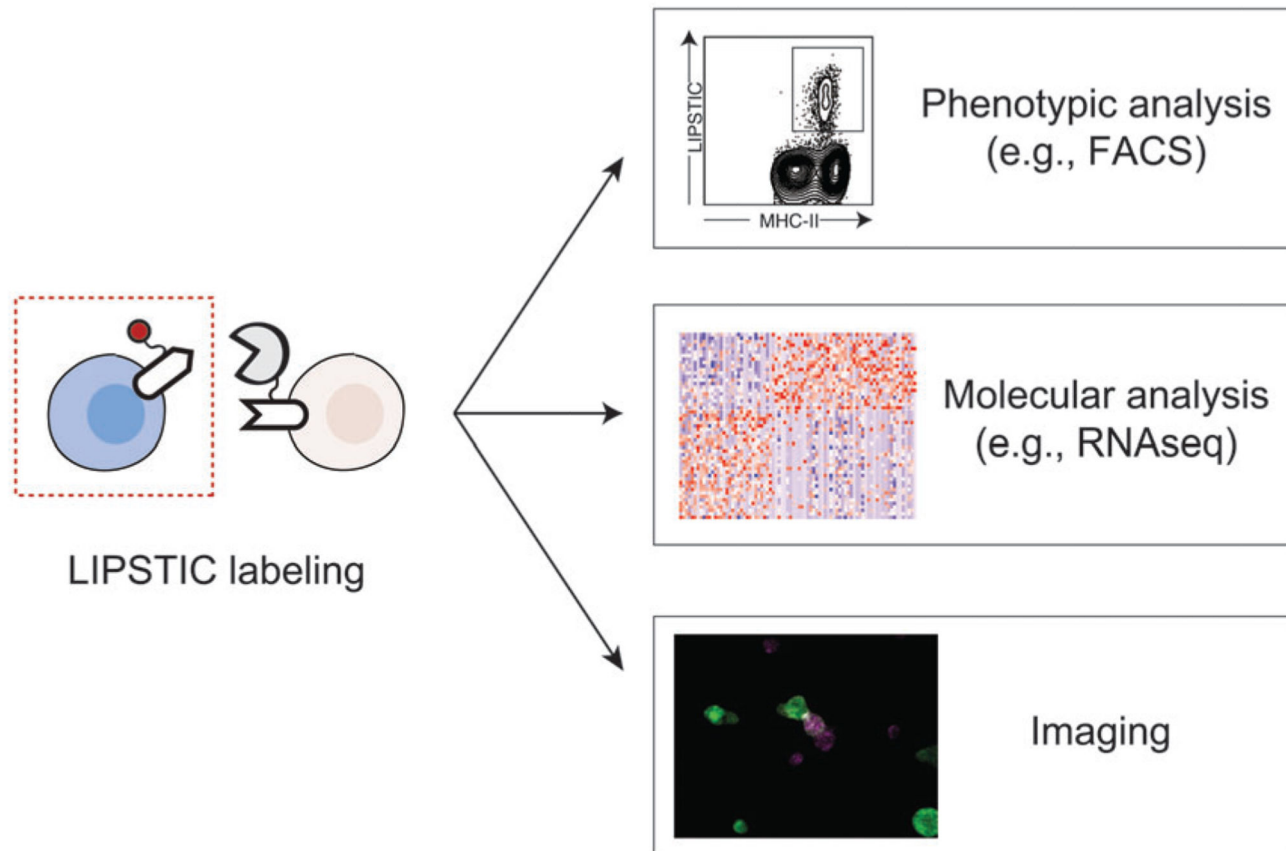 LIPSTIC
MHC-II
Phenotypic analysis
(e.g., FACS)
LIPSTIC labeling
Molecular analysis
(e.g., RNAseq)
Imaging